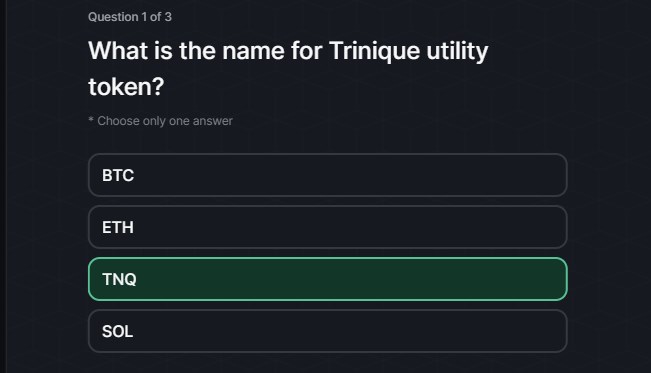 Question 1 of 3
What is the name for Trinique utility
token?
* Choose only one answer
BTC
ETH
TNQ
SOL